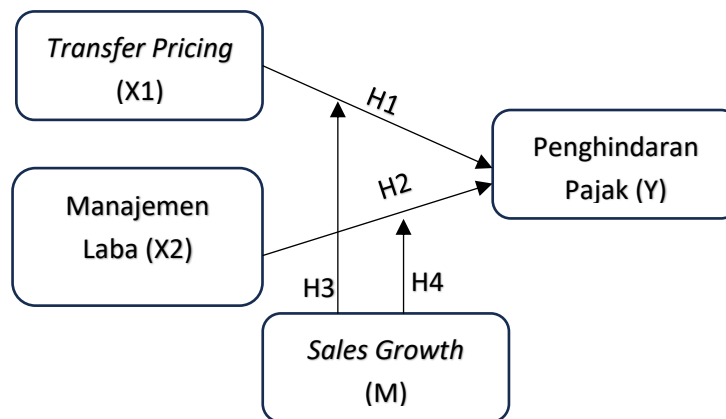 Transfer Pricing
(X1)
H1
Penghindaran
Pajak (Y)
Manajemen
Laba (X2)
H2
H3
H4
Sales Growth
(M)